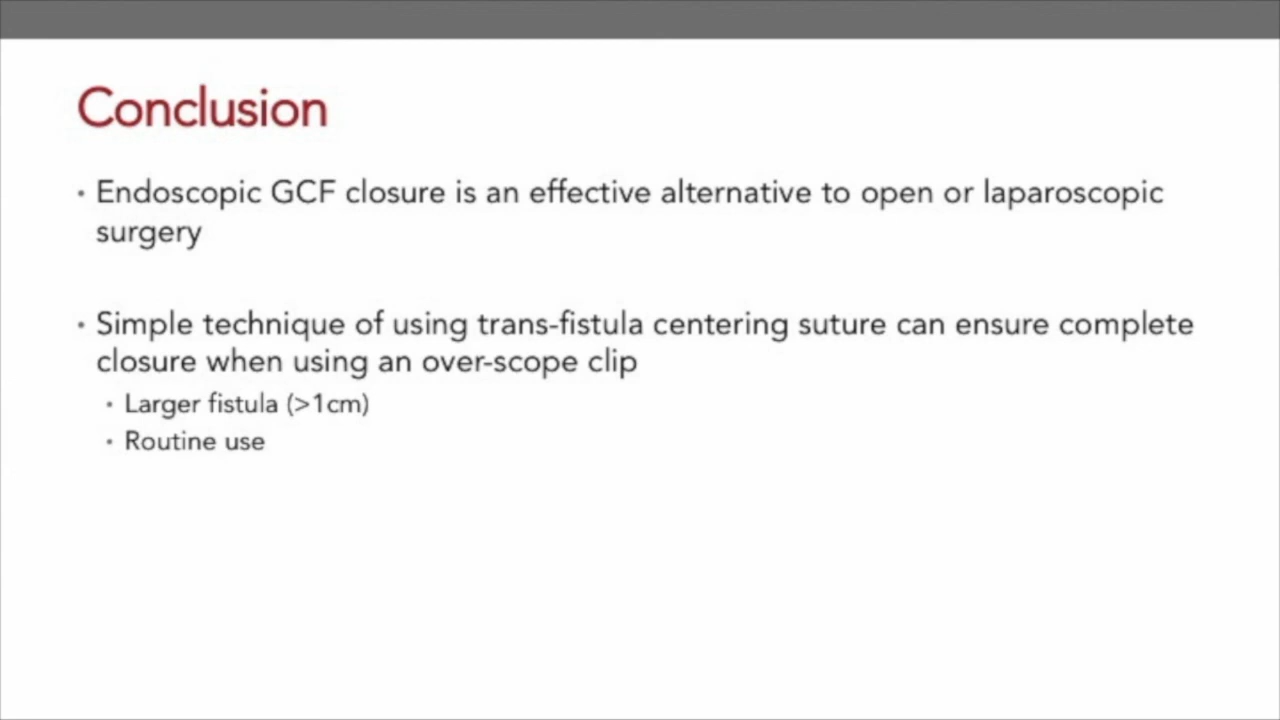 Conclusion
• Endoscopic GCF closure is an effective alternative to open or laparoscopic
surgery
• Simple technique of using trans-fistula centering suture can ensure complete
closure when using an over-scope clip
• Larger fistula (>1cm)
• Routine use